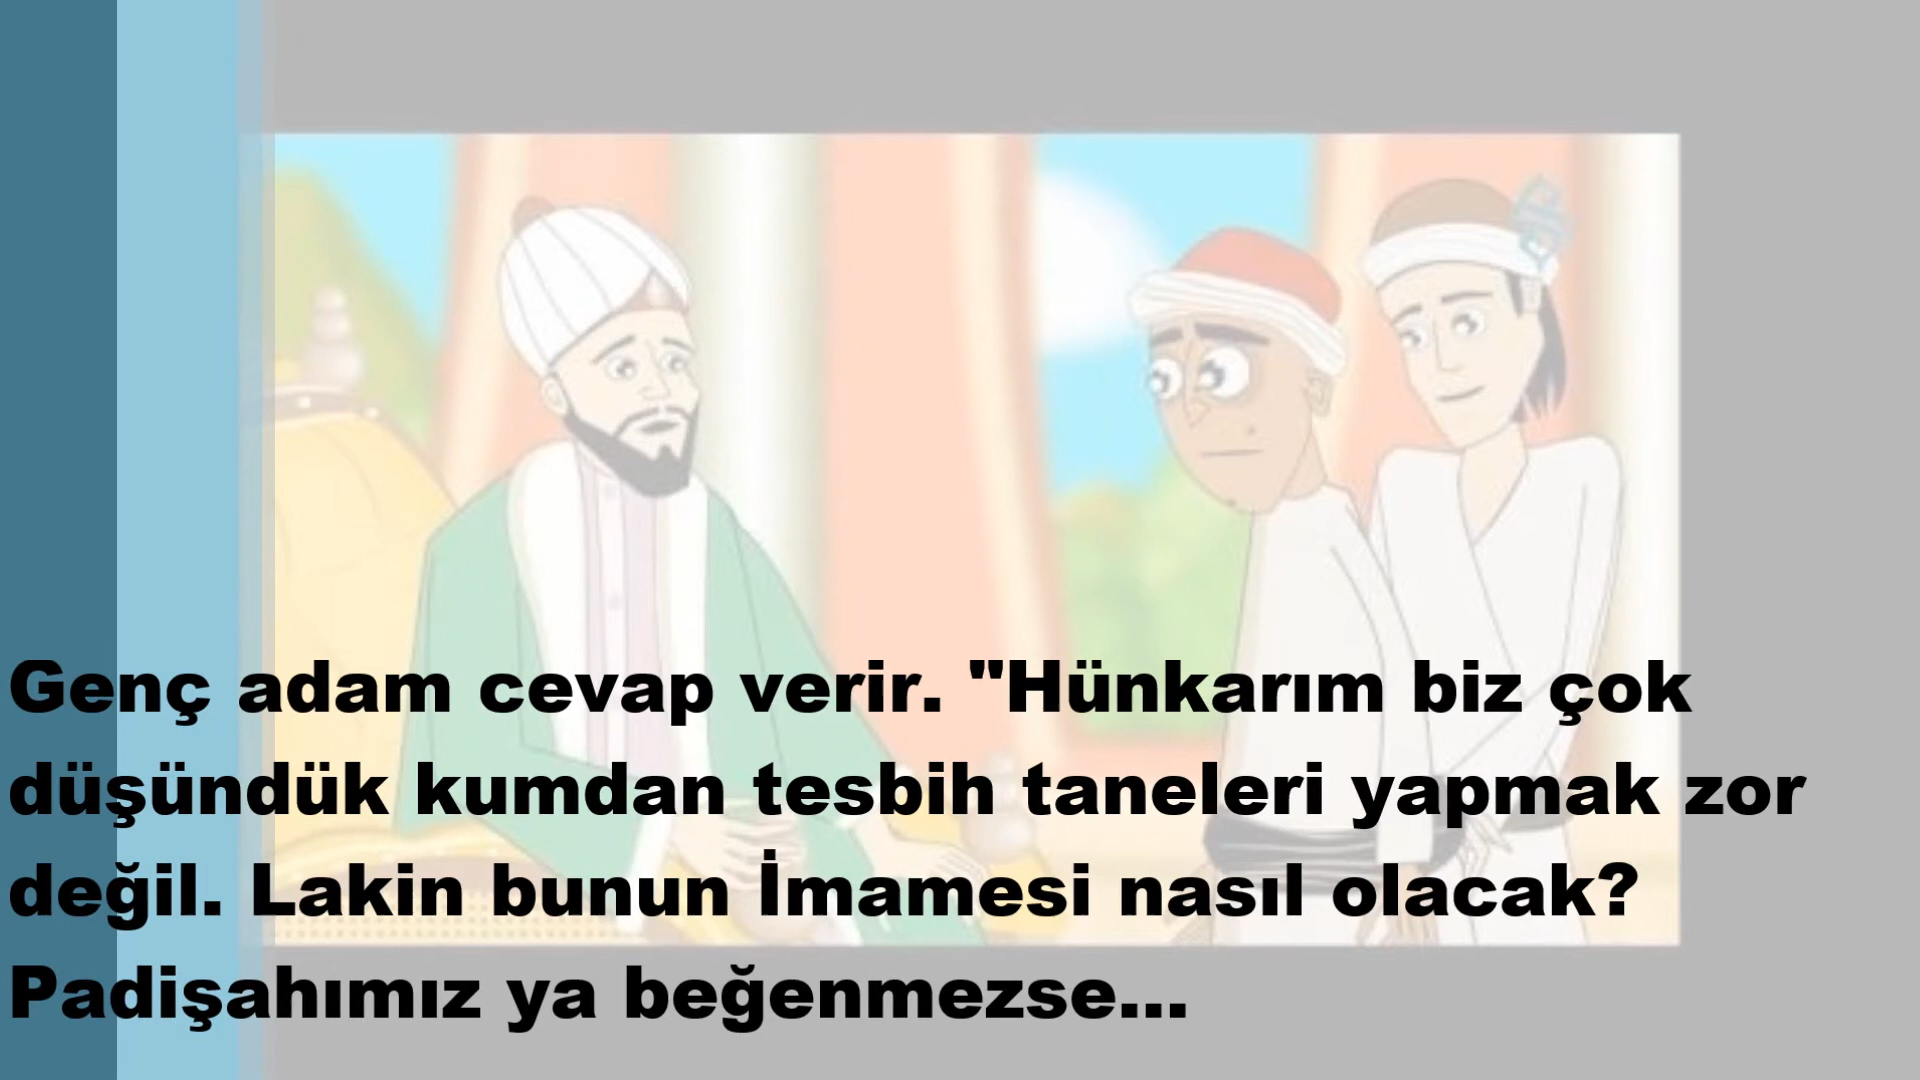 Genç adam cevap verir. "Hünkarım biz çok
düşündük kumdan tesbih taneleri yapmak zor
değil. Lakin bunun İmamesi nasıl olacak?
Padişahımız ya beğenmezse...